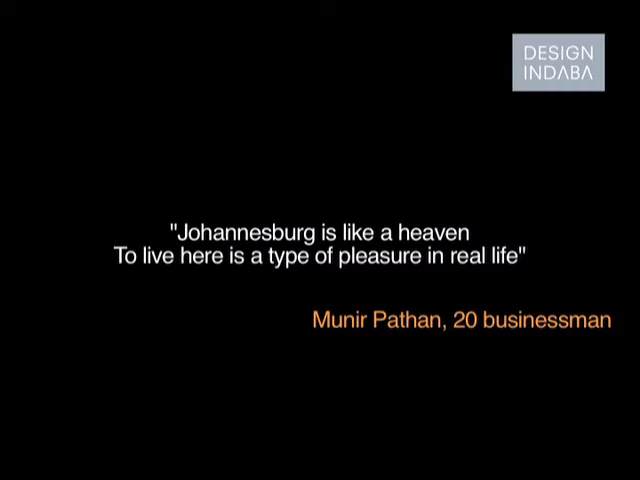 DESIGN
INDABA
"Johannesburg is like a heaven
To live here is a type of pleasure in real life"
Munir Pathan, 20 businessman